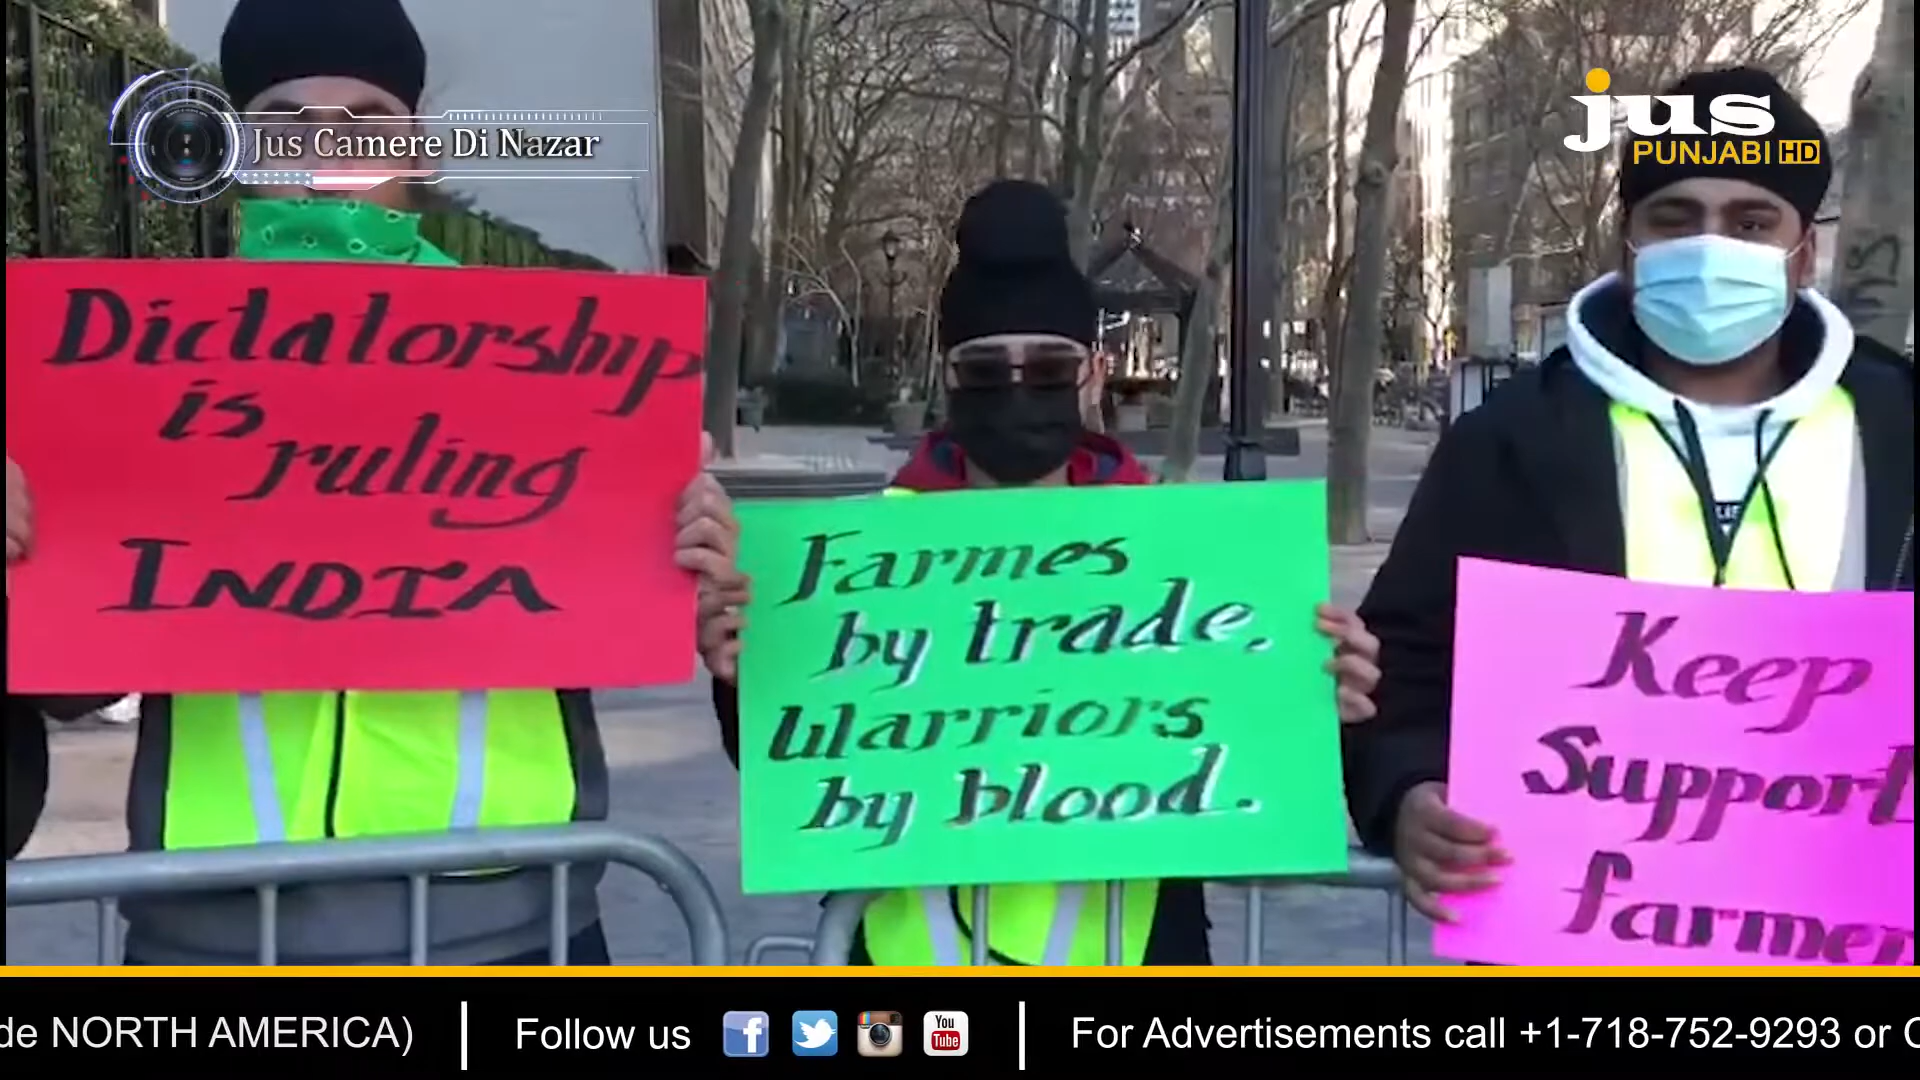 Jus Camere Di Nazar
jus
PUNJABI HD
Dictatorship
is
ruling
INDIA
Farmes
by trade.
Warriors
by blood.
Keep
Support
farmer
de NORTH AMERICA)
Follow us
You
Tube
For Advertisements call +1-718-752-9293 or C